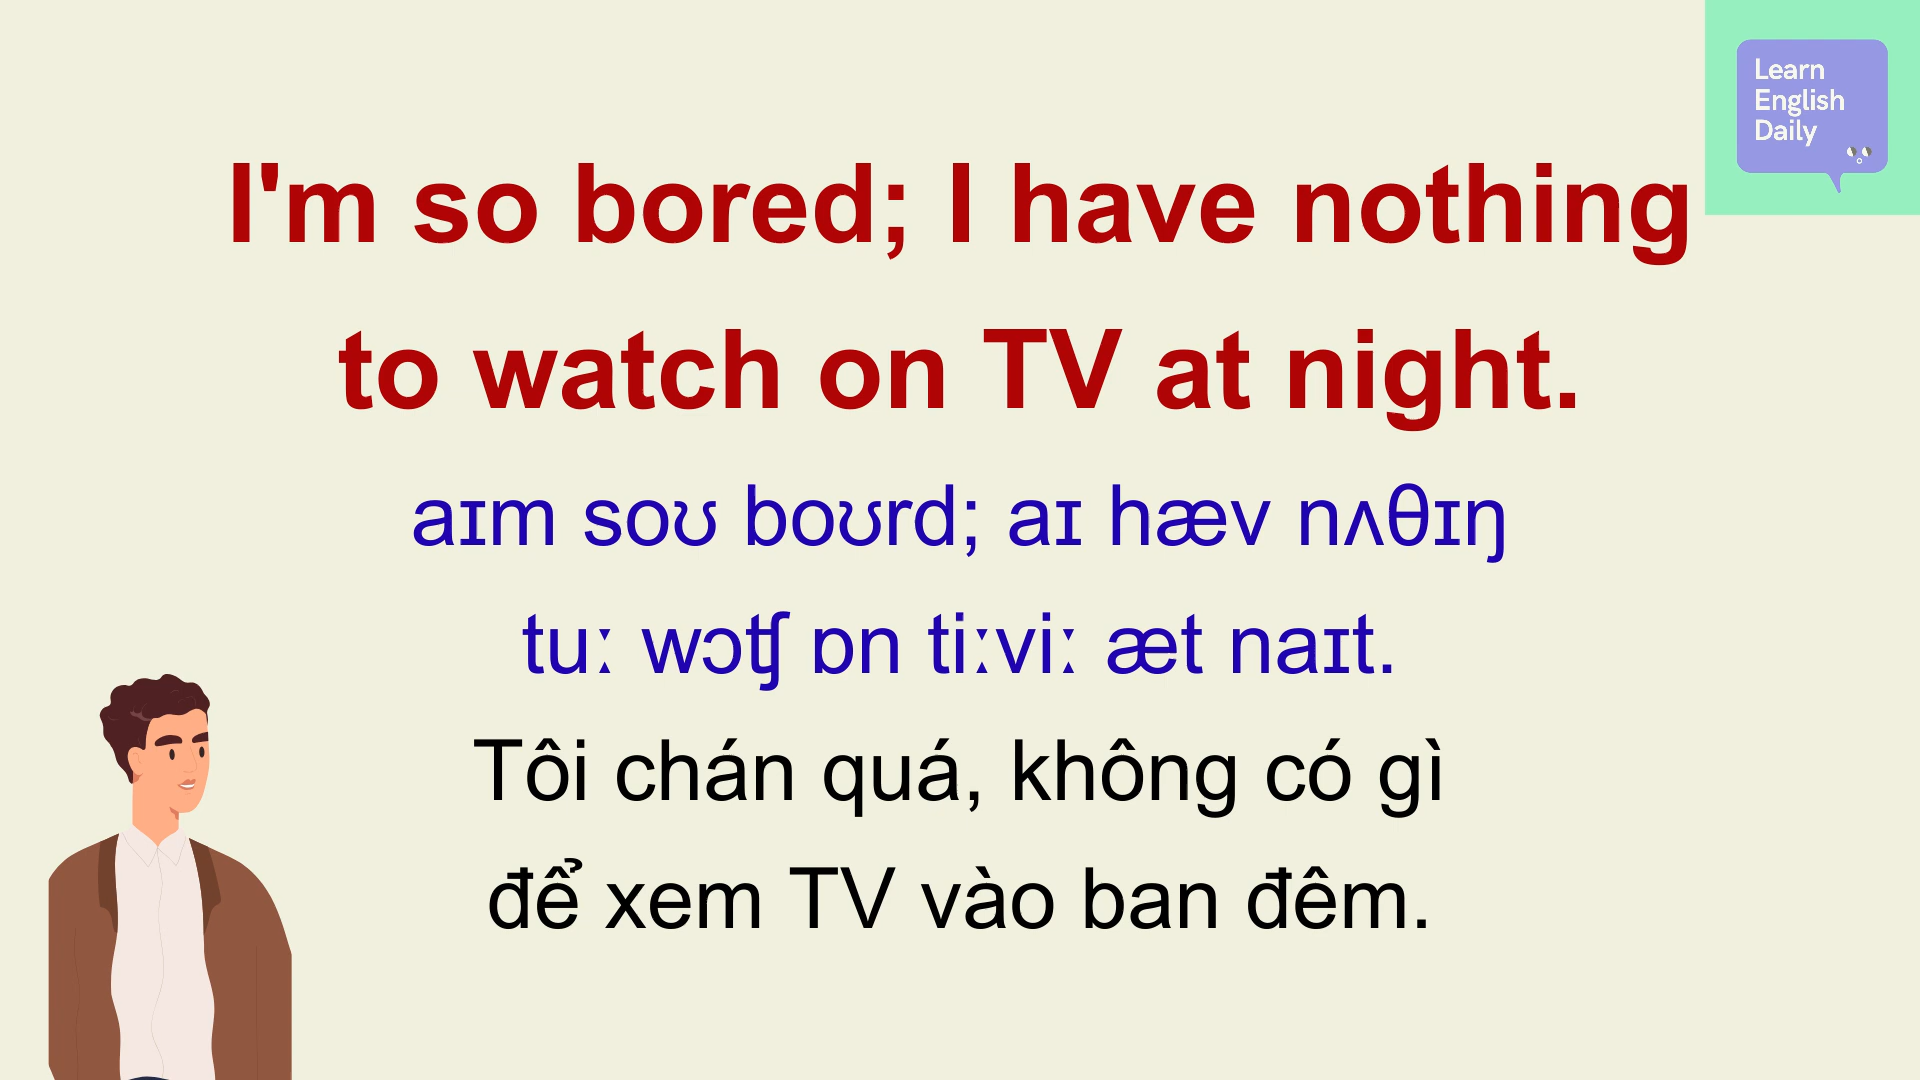 Learn
English
Daily
I'm so bored; I have nothing
to watch on TV at night.
aɪm soʊ boʊrd; aɪ hæv nʌθɪŋ
tuː wɔʧ ɒn tiːviː æt naɪt.
Tôi chán quá, không có gì
để xem TV vào ban đêm.